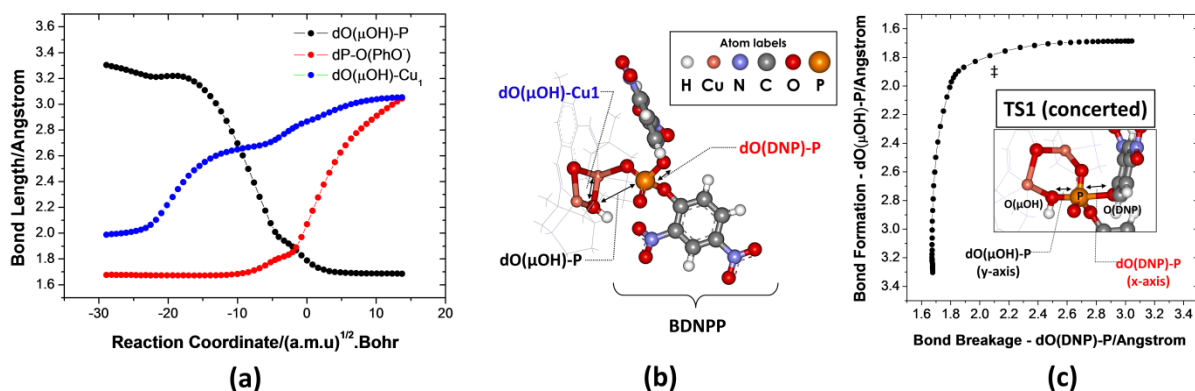 (a)
dO(μOH)-P
dP-O(PhO⁻)
dO(μOH)-Cu₁
Bond Length/Angstrom
3.6
3.4
3.2
3.0
2.8
2.6
2.4
2.2
2.0
1.8
1.6
-30
-20
-10
0
10
20
Reaction Coordinate/(a.m.u)^1/2.Bohr
(a)
Atom labels
H Cu N C O P
dO(μOH)-Cu1
dO(DNP)-P
dO(μOH)-P
BDNPP
(b)
(c)
Bond Formation - dO(μOH)-P/Angstrom
1.6
1.8
2.0
2.2
2.4
2.6
2.8
3.0
3.2
3.4
‡
TS1 (concerted)
P
O(μOH)
O(DNP)
dO(μOH)-P
(y-axis)
dO(DNP)-P
(x-axis)
1.4 1.6 1.8 2.0 2.2 2.4 2.6 2.8 3.0 3.2 3.4
Bond Breakage - dO(DNP)-P/Angstrom
(c)